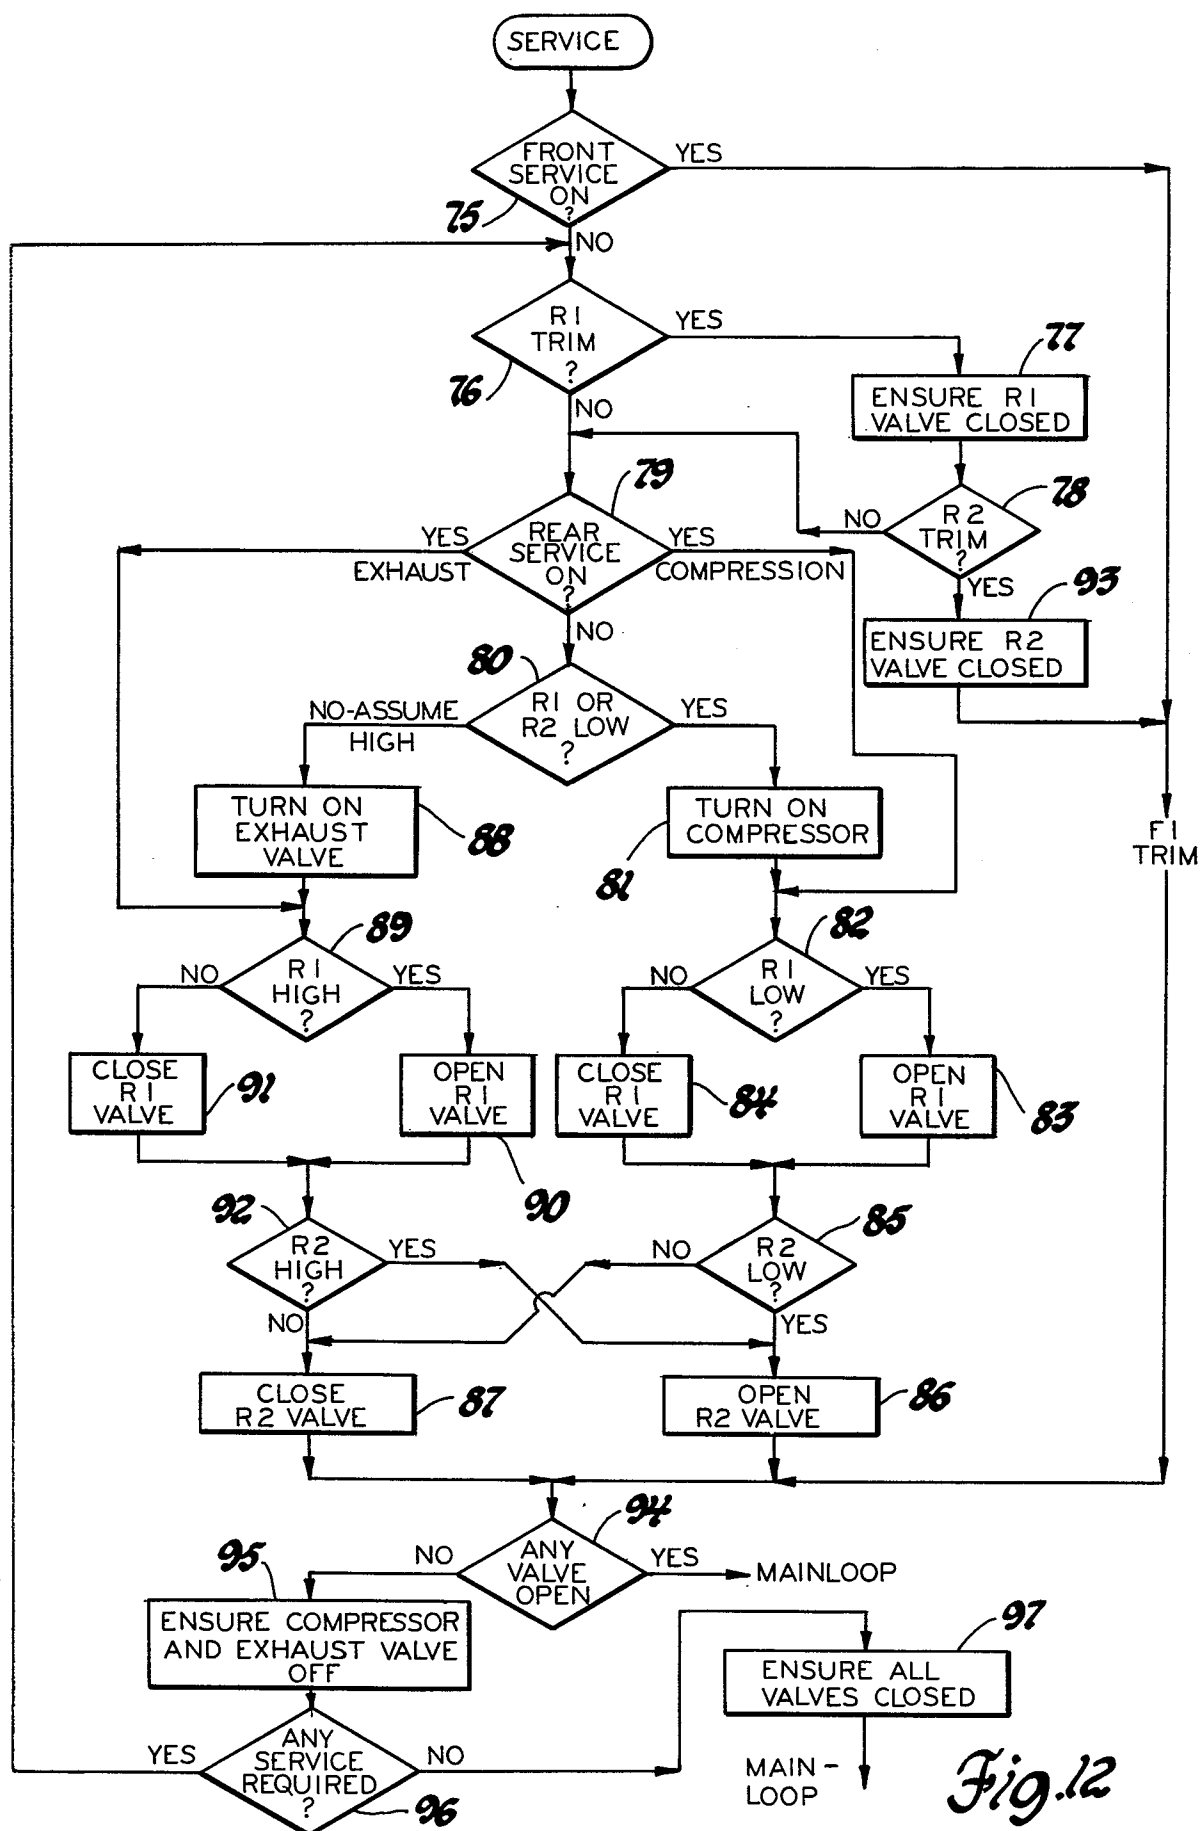 SERVICE
FRONT
SERVICE
ON
?
YES
75
NO
R1
TRIM
?
YES
76
NO
77
ENSURE R1
VALVE CLOSED
78
R2
TRIM
?
NO
YES
79
REAR
SERVICE
ON
?
YES
EXHAUST
YES
COMPRESSION
NO
93
ENSURE R2
VALVE CLOSED
80
R1 OR
R2 LOW
?
NO-ASSUME
HIGH
YES
TURN ON
EXHAUST
VALVE
88
TURN ON
COMPRESSOR
81
F1
TRIM
89
R1
HIGH
?
NO
YES
82
R1
LOW
?
NO
YES
CLOSE
R1
VALVE
91
OPEN
R1
VALVE
90
CLOSE
R1
VALVE
84
OPEN
R1
VALVE
83
92
R2
HIGH
?
YES
NO
85
R2
LOW
?
NO
YES
CLOSE
R2 VALVE
87
OPEN
R2 VALVE
86
94
ANY
VALVE
OPEN
NO
YES
MAINLOOP
95
ENSURE COMPRESSOR
AND EXHAUST VALVE
OFF
97
ENSURE ALL
VALVES CLOSED
YES
ANY
SERVICE
REQUIRED
?
NO
96
MAIN-
LOOP
Fig.12